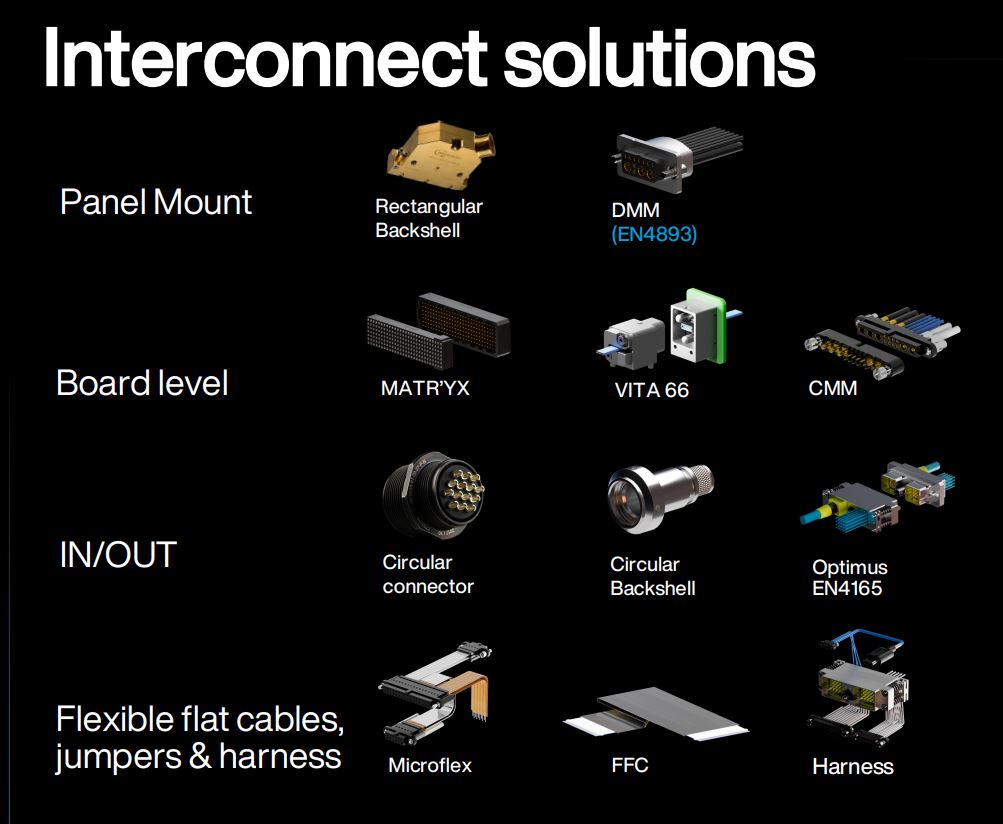 Interconnect solutions
Panel Mount
Rectangular
Backshell
DMM
(EN4893)
Board level
MATR’YX
VITA 66
CMM
IN/OUT
Circular
connector
Circular
Backshell
Optimus
EN4165
Flexible flat cables,
jumpers & harness
Microflex
FFC
Harness